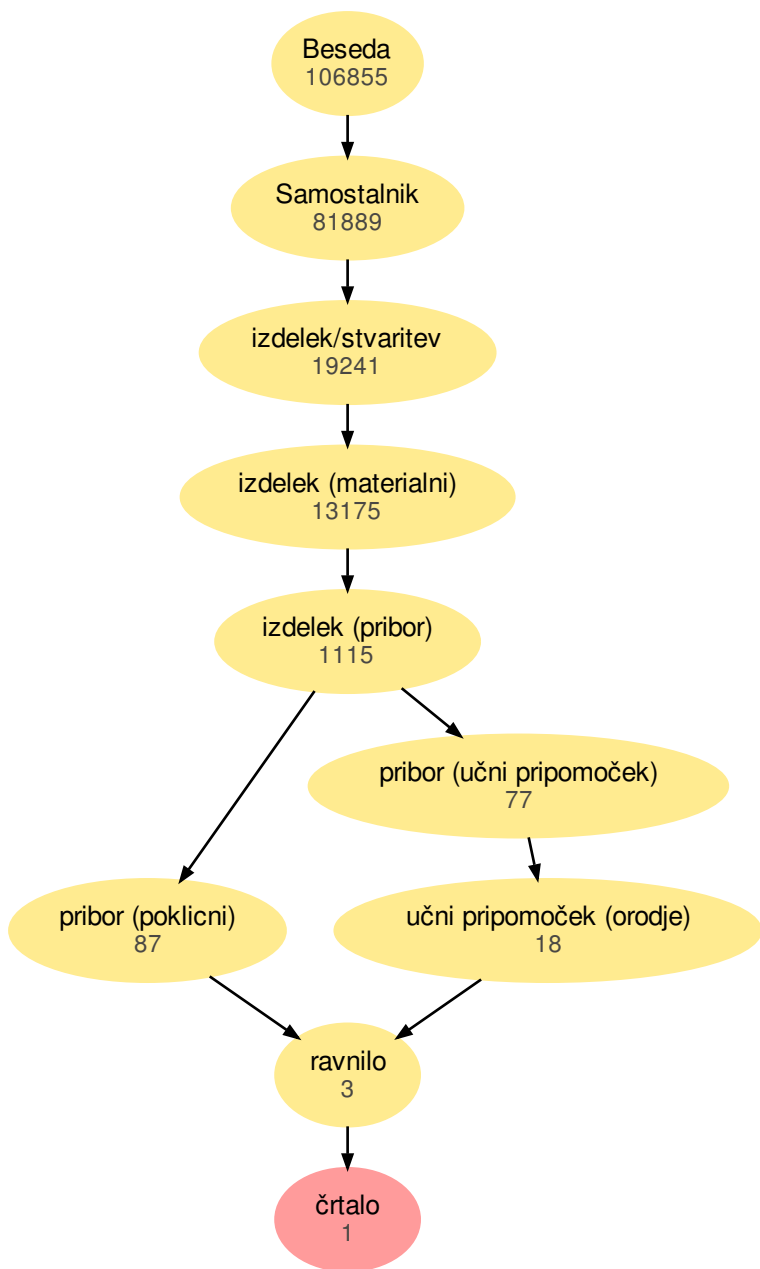 Beseda
106855
Samostalnik
81889
izdelek/stvaritev
19241
izdelek (materialni)
13175
izdelek (pribor)
1115
pribor (učni pripomoček)
77
pribor (poklicni)
87
učni pripomoček (orodje)
18
ravnilo
3
črtalo
1